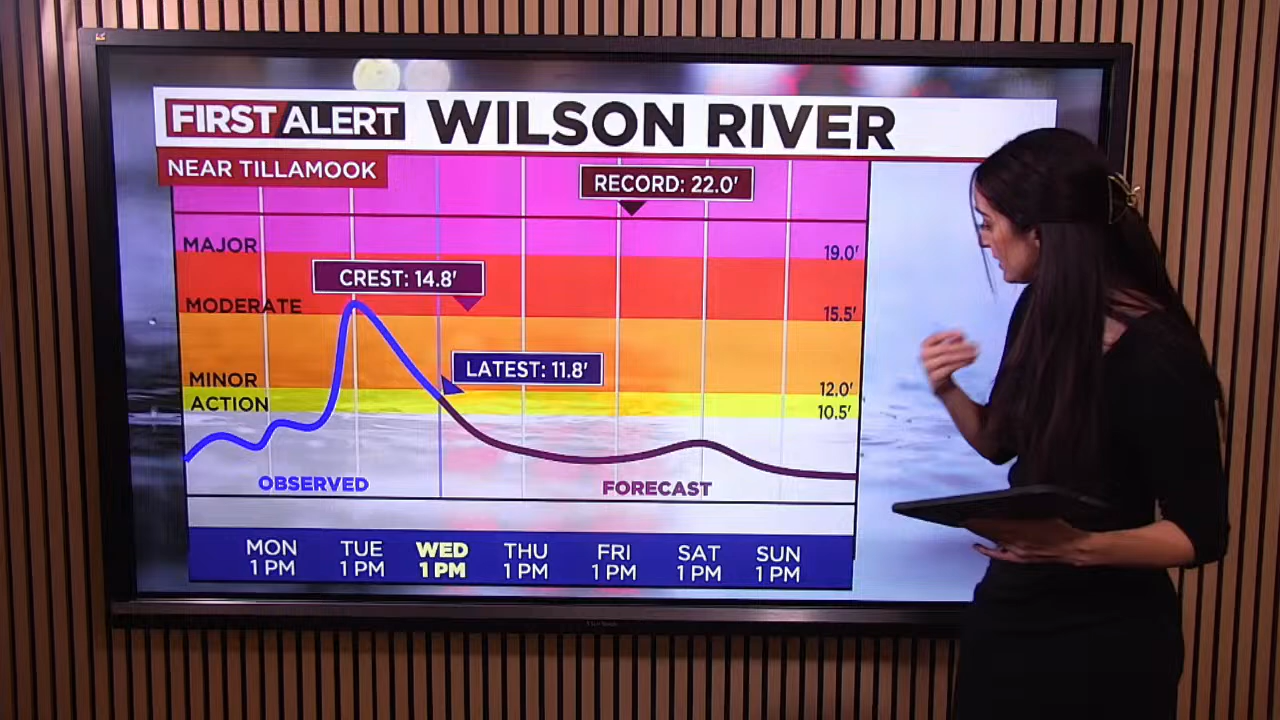 FIRST ALERT WILSON RIVER
NEAR TILLAMOOK
RECORD: 22.0'
MAJOR
19.0'
CREST: 14.8'
MODERATE
15.5'
LATEST: 11.8'
MINOR
12.0'
ACTION
10.5'
OBSERVED
FORECAST
MON TUE WED THU FRI SAT SUN
1 PM 1 PM 1 PM 1 PM 1 PM 1 PM 1 PM